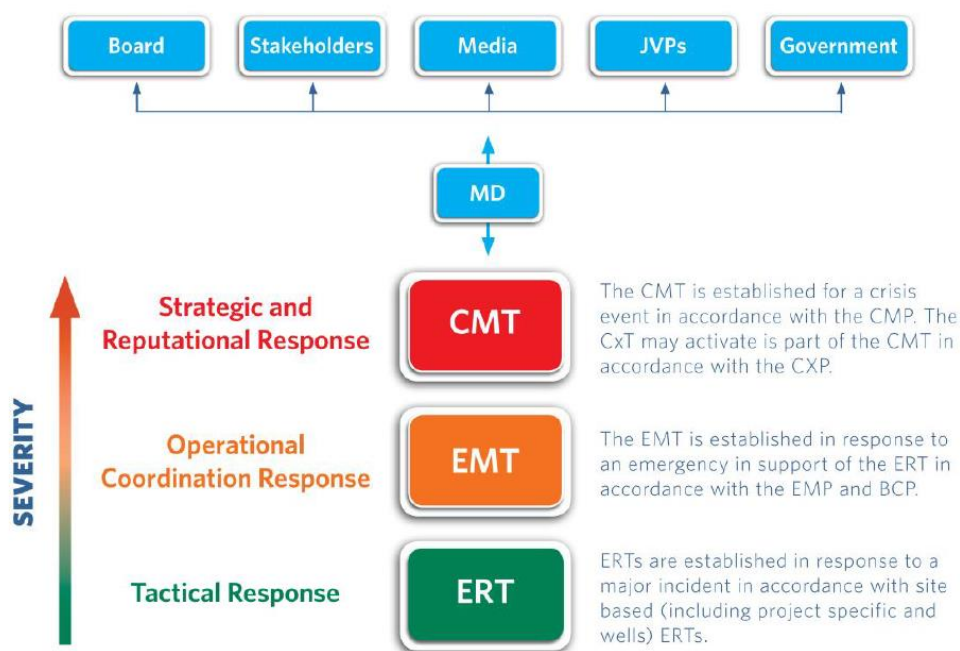 Board
Stakeholders
Media
JVPs
Government
MD
SEVERITY
Strategic and
Reputational Response
CMT
The CMT is established for a crisis
event in accordance with the CMP. The
CxT may activate is part of the CMT in
accordance with the CXP.
Operational
Coordination Response
EMT
The EMT is established in response to
an emergency in support of the ERT in
accordance with the EMP and BCP.
Tactical Response
ERT
ERTs are established in response to a
major incident in accordance with site
based (including project specific and
wells) ERTs.